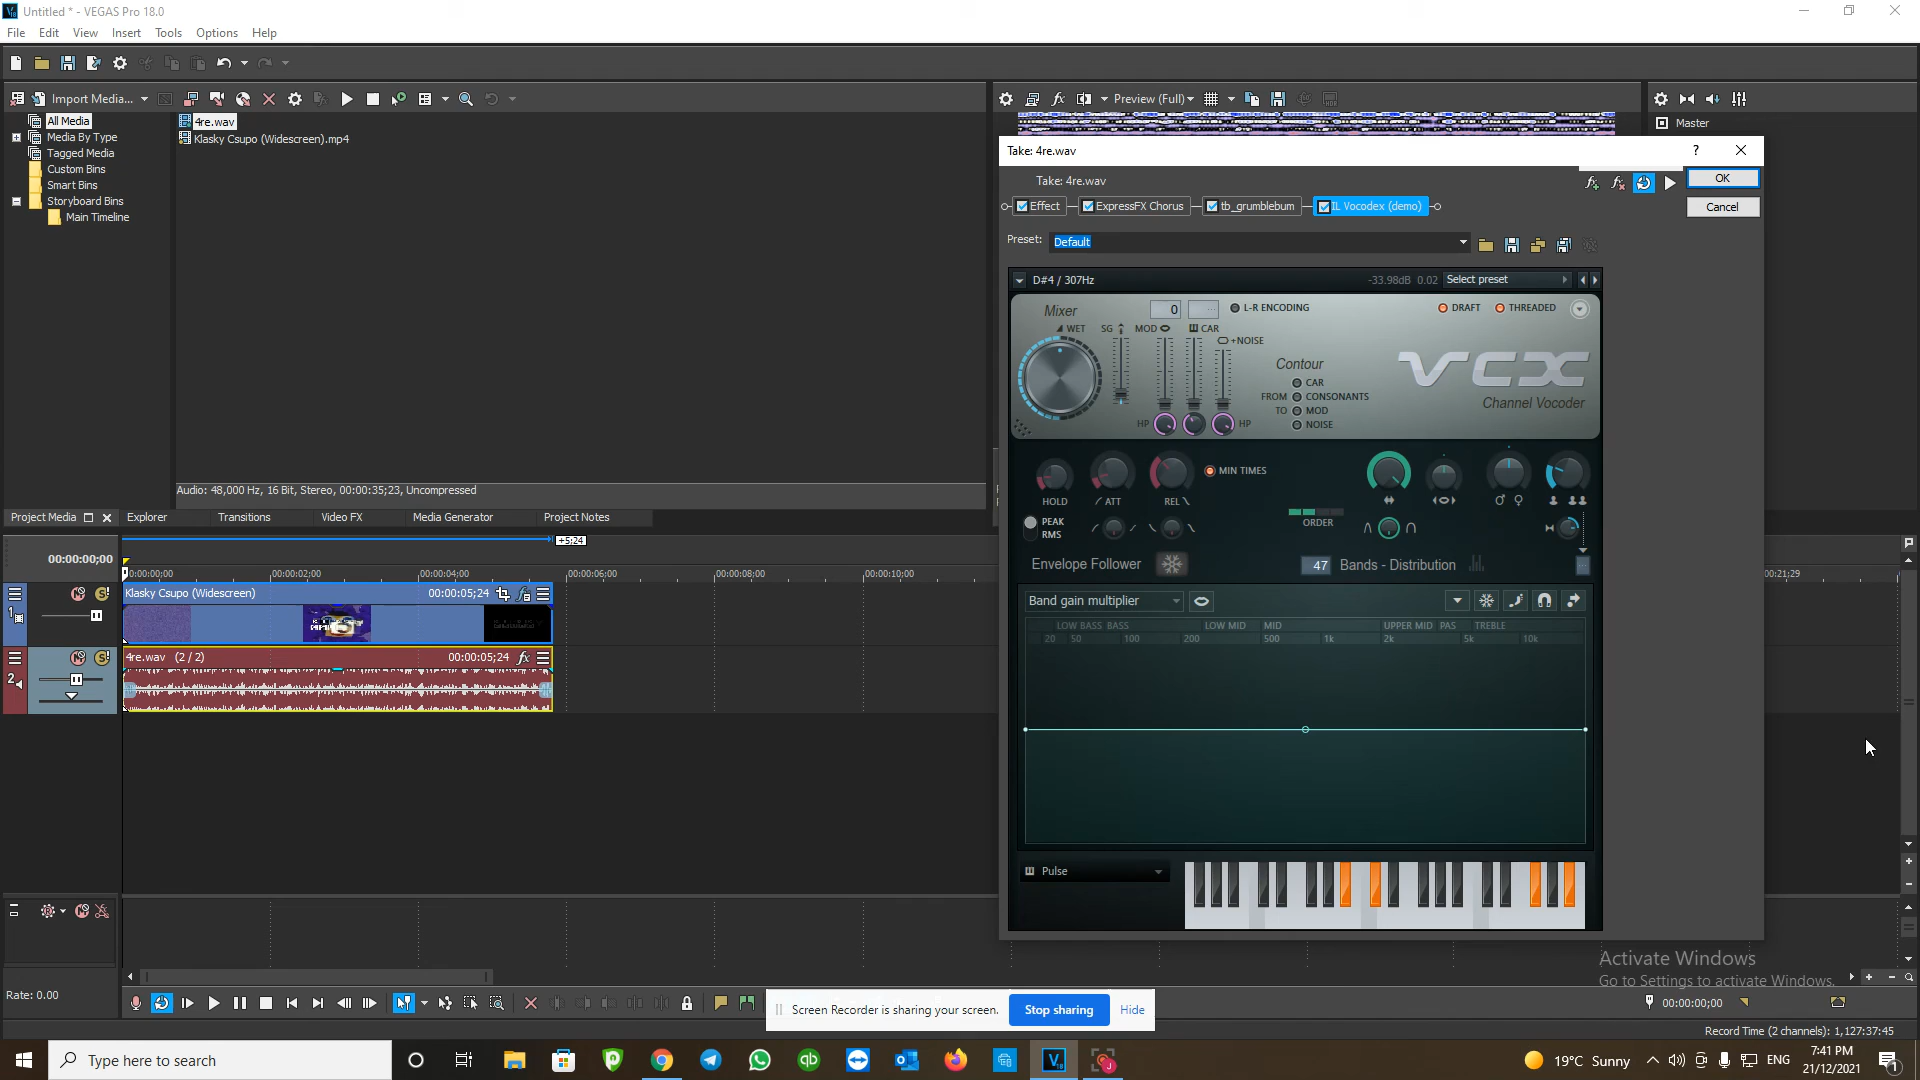 Untitled * - VEGAS Pro 18.0
File Edit View Insert Tools Options Help
Import Media...
Preview (Full)
All Media
Media By Type
Tagged Media
Custom Bins
Smart Bins
Storyboard Bins
Main Timeline
4re.wav
Klasky Csupo (Widescreen).mp4
Master
Audio: 48,000 Hz, 16 Bit, Stereo, 00:00:35;23, Uncompressed
Project Media Explorer Transitions Video FX Media Generator Project Notes
Take: 4re.wav
Take: 4re.wav
OK
Cancel
Effect ExpressFX Chorus tb_grumblebum IL Vocodex (demo)
Preset: Default
D#4 / 307Hz -33.98dB 0.02 Select preset
Mixer 0 L-R ENCODING DRAFT THREADED
WET SG MOD CAR
+NOISE
Contour
CAR
FROM CONSONANTS
TO MOD
NOISE
HP HP
VCX
Channel Vocoder
MIN TIMES
HOLD ATT REL
PEAK
RMS
ORDER
Envelope Follower 47 Bands - Distribution
Band gain multiplier
LOW BASS BASS LOW MID MID UPPER MID PAS TREBLE
20 50 100 200 500 1k 2k 5k 10k
Pulse
+5;24
00:00:00;00
0:00:00;00 00:00:02;00 00:00:04;00 00:00:06;00 00:00:08;00 00:00:10;00 00:21;29
Klasky Csupo (Widescreen) 00:00:05;24
1
4re.wav (2 / 2) 00:00:05;24
2
Rate: 0.00
Activate Windows
Go to Settings to activate Windows.
00:00:00;00
Screen Recorder is sharing your screen. Stop sharing Hide
Record Time (2 channels): 1,127:37:45
Type here to search
19°C Sunny
ENG
7:41 PM
21/12/2021
1